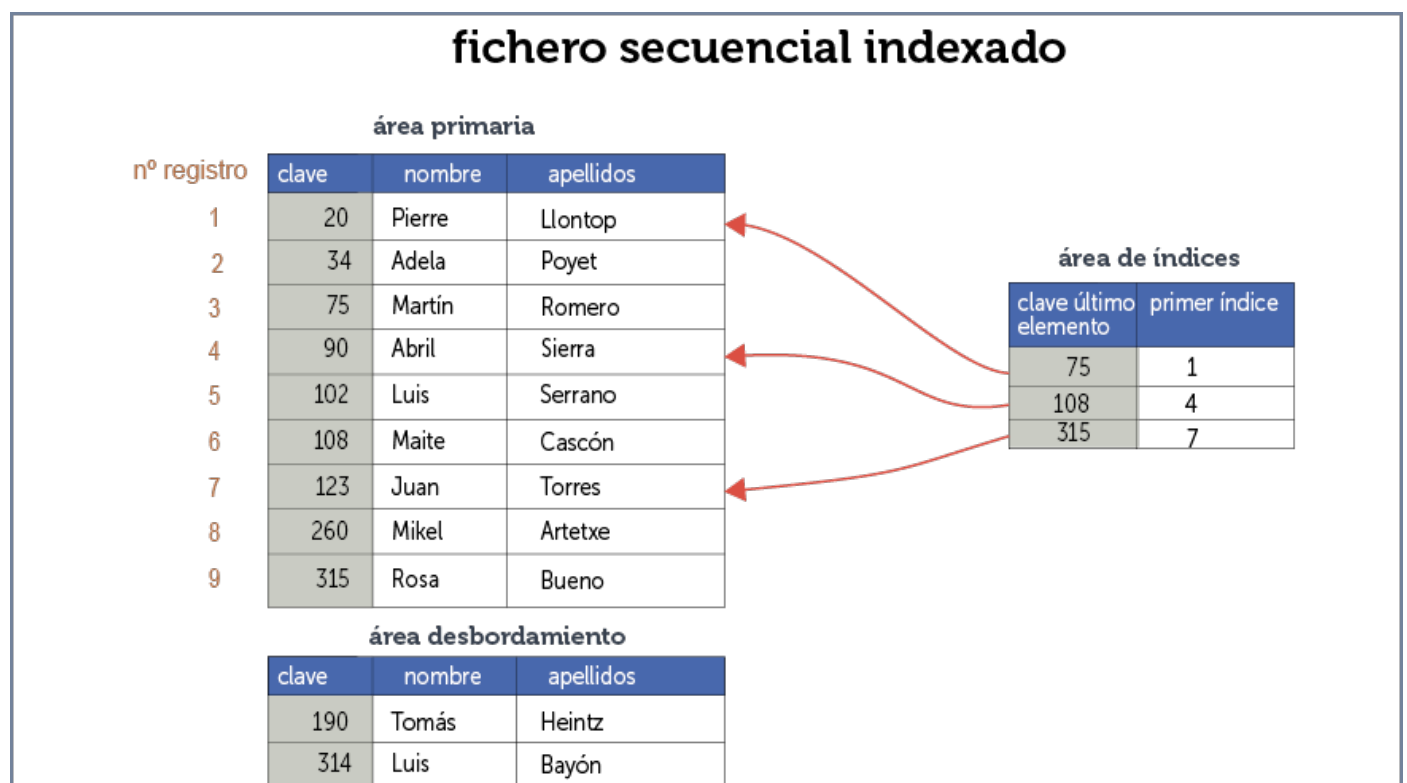 fichero secuencial indexado
área primaria
nº registro clave nombre apellidos
1 20 Pierre Llontop
2 34 Adela Poyet
3 75 Martín Romero
4 90 Abril Sierra
5 102 Luis Serrano
6 108 Maite Cascón
7 123 Juan Torres
8 260 Mikel Artetxe
9 315 Rosa Bueno
área de índices
clave último primer índice
elemento
75 1
108 4
315 7
área desbordamiento
clave nombre apellidos
190 Tomás Heintz
314 Luis Bayón